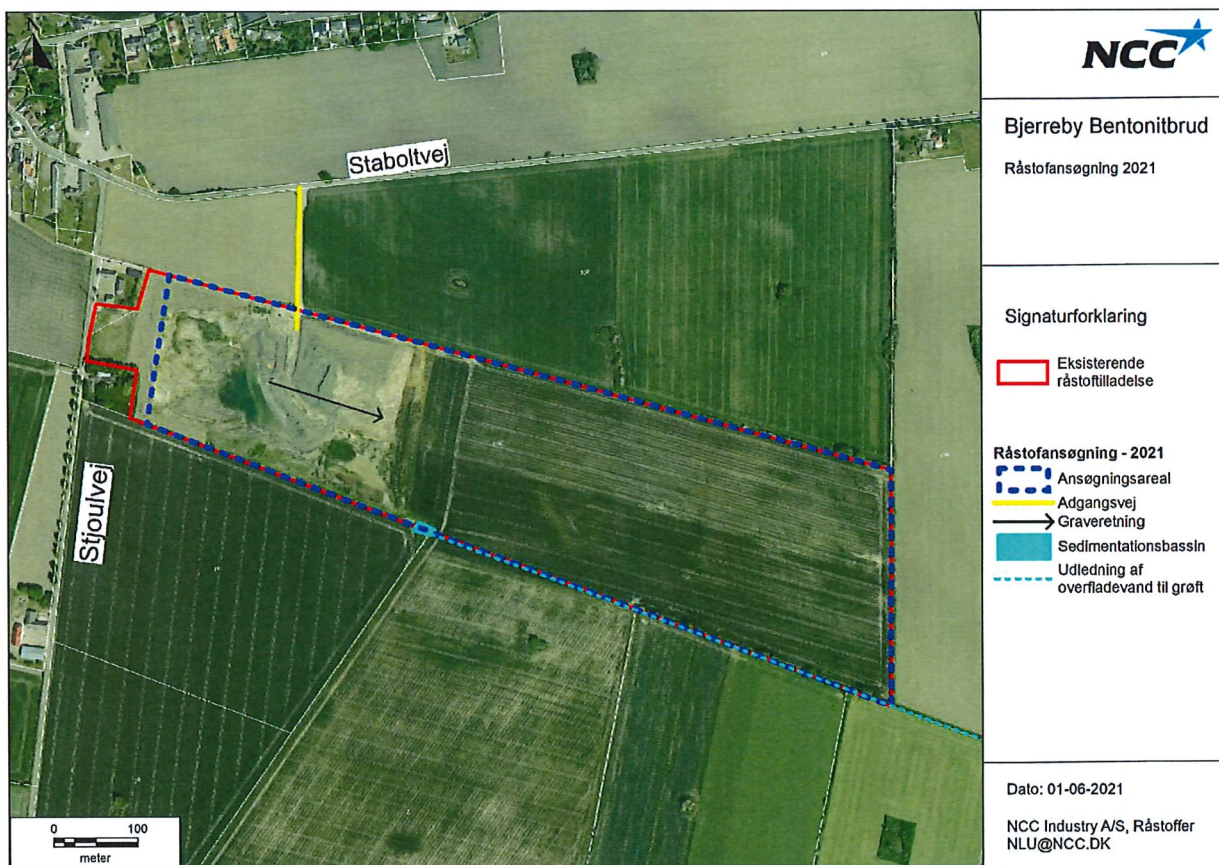 NCC
Bjerreby Bentonitbrud
Råstofansøgning 2021
Signaturforklaring
Eksisterende
råstoftilladelse
Råstofansøgning - 2021
Ansøgningsareal
Adgangsvej
Graveretning
Sedimentationsbassin
Udledning af
overfladevand til grøft
Dato: 01-06-2021
NCC Industry A/S, Råstoffer
NLU@NCC.DK
Staboltvej
Stjoulvej
0 100
meter